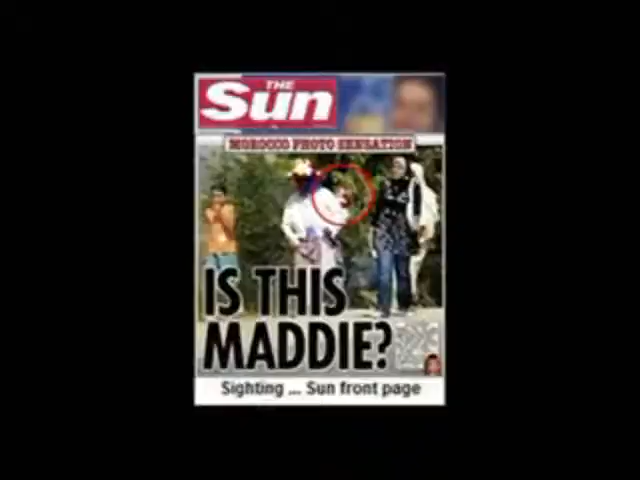 THE
Sun
MOROCCO PHOTO SENSATION
IS THIS
MADDIE?
Sighting ... Sun front page